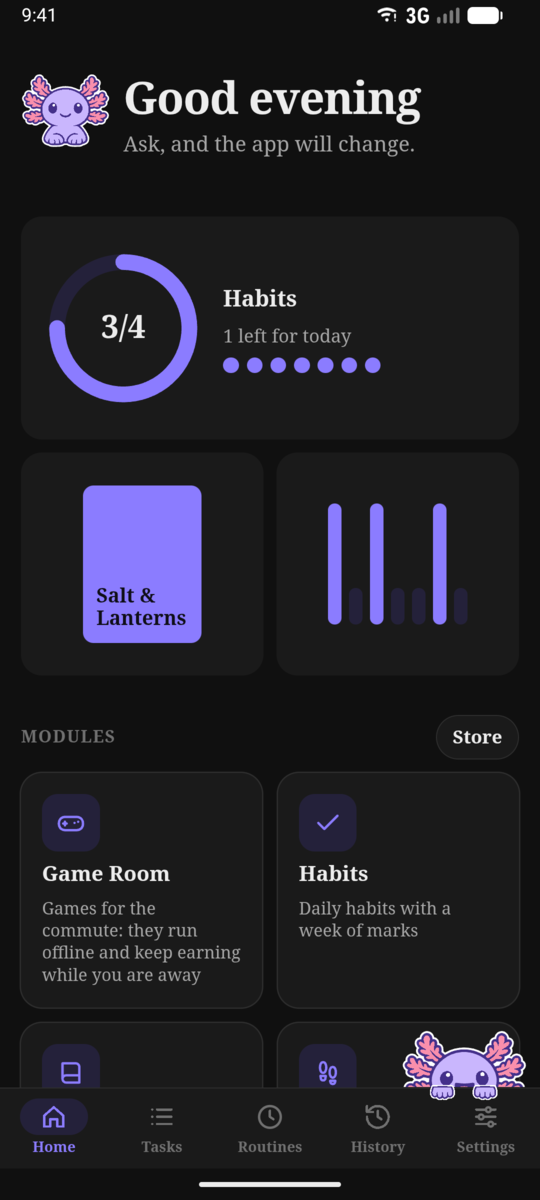 9:41
3G
Good evening
Ask, and the app will change.
3/4
Habits
1 left for today
Salt &
Lanterns
MODULES
Store
Game Room
Games for the
commute: they run
offline and keep earning
while you are away
Habits
Daily habits with a
week of marks
Home
Tasks
Routines
History
Settings